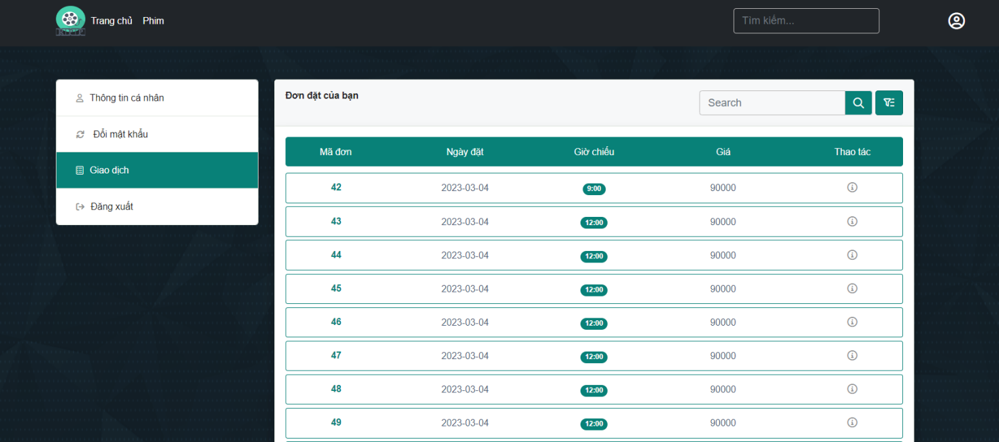 Trang chủ Phim Tìm kiếm...
Thông tin cá nhân
Đổi mật khẩu
Giao dịch
Đăng xuất
Đơn đặt của bạn Search
Mã đơn Ngày đặt Giờ chiếu Giá Thao tác
42 2023-03-04 9:00 90000
43 2023-03-04 12:00 90000
44 2023-03-04 12:00 90000
45 2023-03-04 12:00 90000
46 2023-03-04 12:00 90000
47 2023-03-04 12:00 90000
48 2023-03-04 12:00 90000
49 2023-03-04 12:00 90000